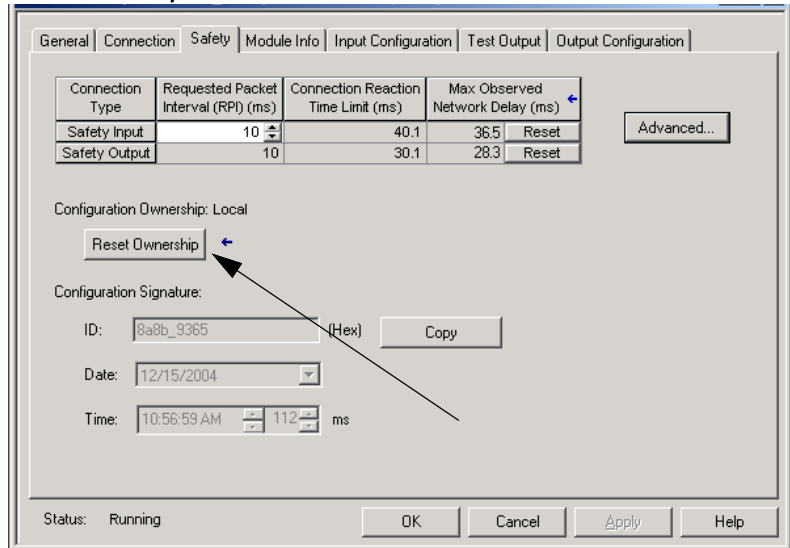 General Connection Safety Module Info Input Configuration Test Output Output Configuration
Connection Type Requested Packet Interval (RPI) (ms) Connection Reaction Time Limit (ms) Max Observed Network Delay (ms)
Safety Input 10 40.1 36.5 Reset
Safety Output 10 30.1 28.3 Reset
Advanced...
Configuration Ownership: Local
Reset Ownership
Configuration Signature:
ID: 8a8b_9365 (Hex) Copy
Date: 12/15/2004
Time: 10:56:59 AM 112 ms
Status: Running OK Cancel Apply Help